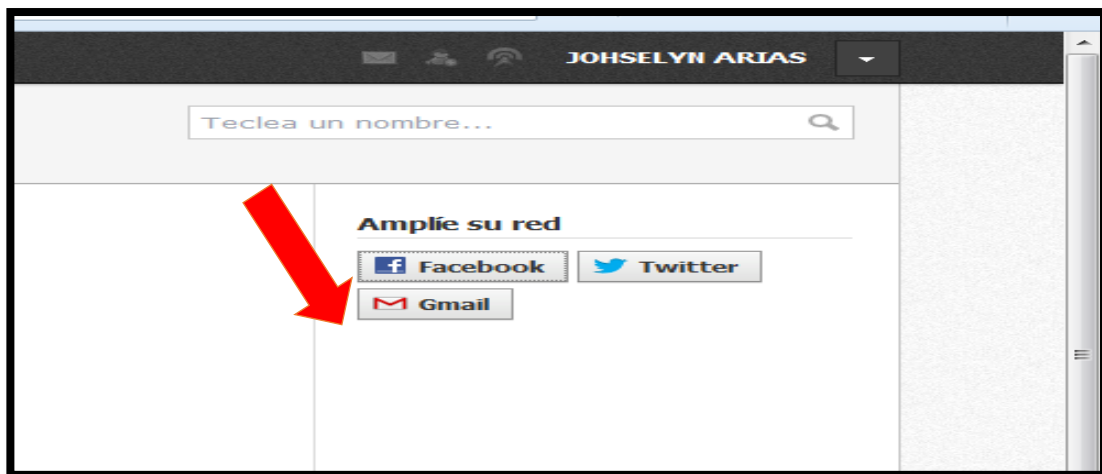 JOHSELYN ARIAS
Teclea un nombre...
Amplíe su red
Facebook Twitter
Gmail